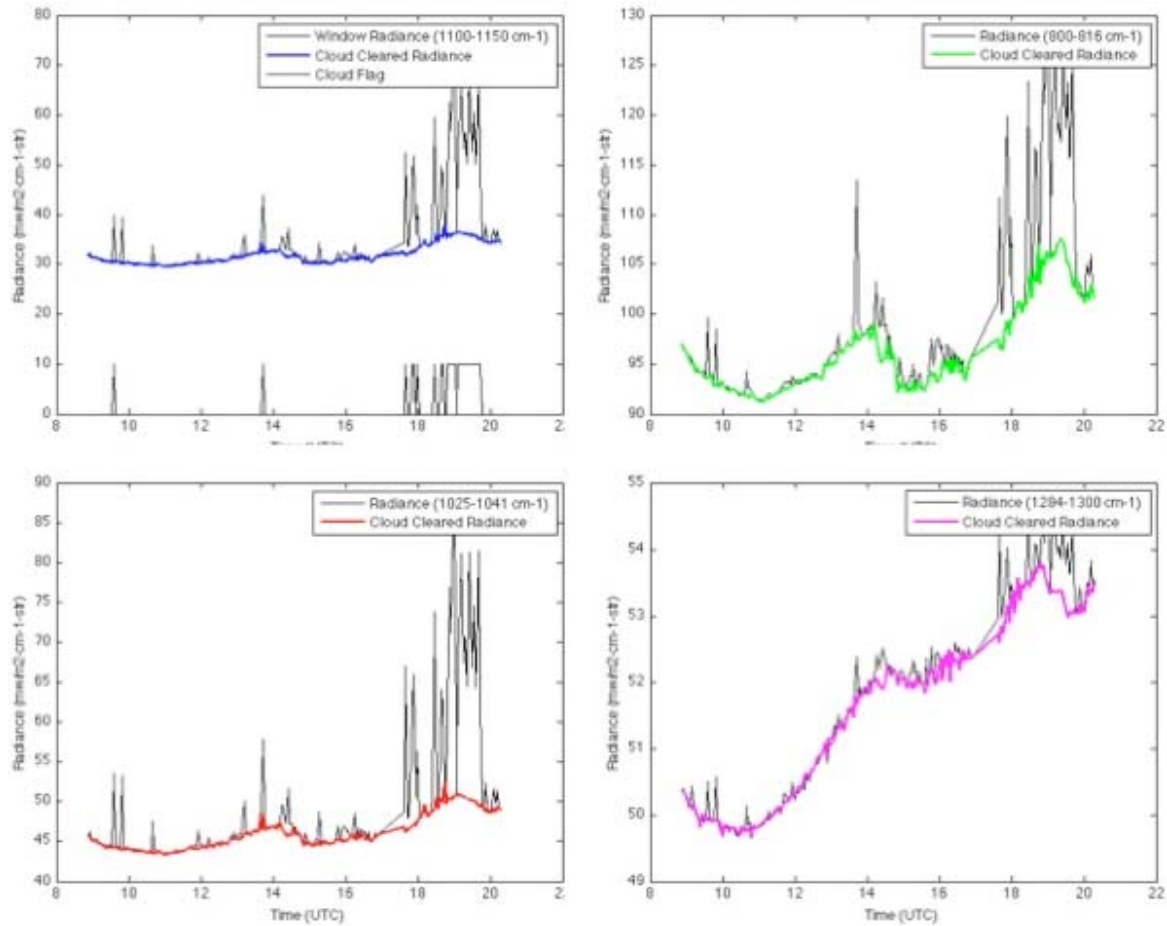 Window Radiance (1100-1150 cm-1)
Cloud Cleared Radiance
Cloud Flag
Radiance (mw/m2-cm-1-str)
80
70
60
50
40
30
20
10
0
8 10 12 14 16 18 20 2
Radiance (800-816 cm-1)
Cloud Cleared Radiance
Radiance (mw/m2-cm-1-str)
130
125
120
115
110
105
100
95
90
8 10 12 14 16 18 20 22
Radiance (1025-1041 cm-1)
Cloud Cleared Radiance
Radiance (mw/m2-cm-1-str)
90
85
80
75
70
65
60
55
50
45
40
8 10 12 14 16 18 20 2
Time (UTC)
Radiance (1284-1300 cm-1)
Cloud Cleared Radiance
Radiance (mw/m2-cm-1-str)
55
54
53
52
51
50
49
8 10 12 14 16 18 20 22
Time (UTC)